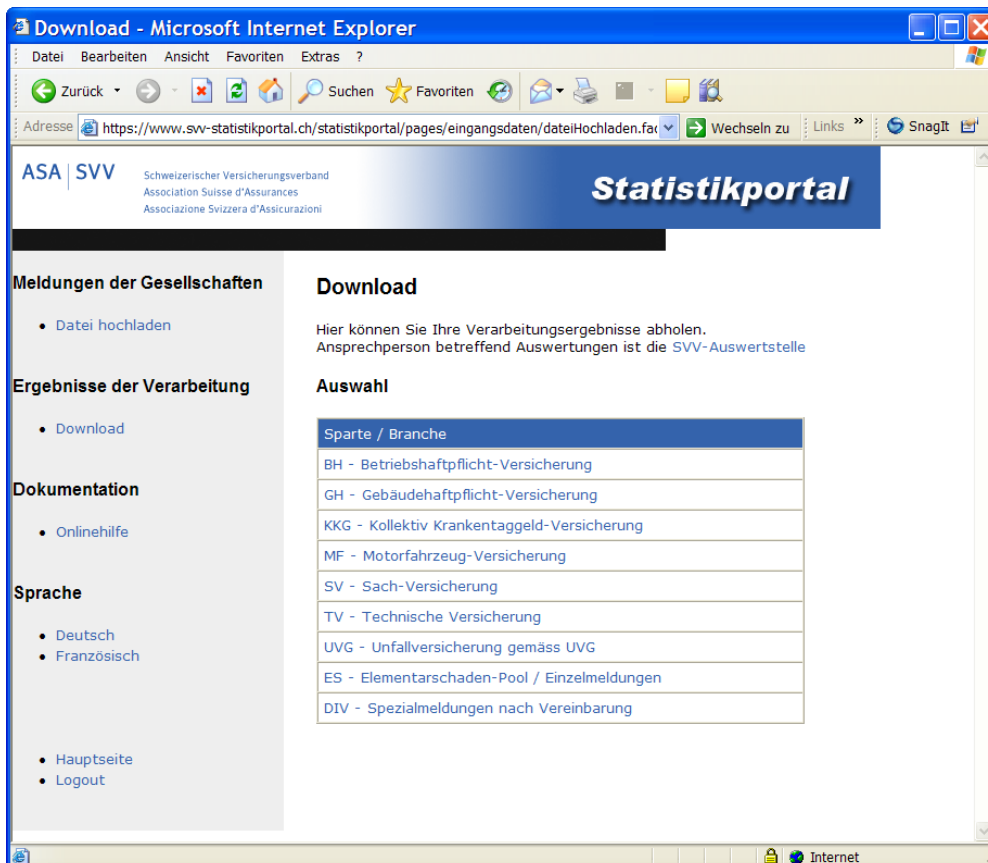 Download - Microsoft Internet Explorer
Datei Bearbeiten Ansicht Favoriten Extras ?
Zurück Suchen Favoriten
Adresse https://www.svv-statistikportal.ch/statistikportal/pages/eingangsdaten/dateiHochladen.fac Wechseln zu Links » SnagIt
ASA | SVV
Schweizerischer Versicherungsverband
Association Suisse d'Assurances
Associazione Svizzera d'Assicurazioni
Statistikportal
Meldungen der Gesellschaften
• Datei hochladen
Ergebnisse der Verarbeitung
• Download
Dokumentation
• Onlinehilfe
Sprache
• Deutsch
• Französisch
• Hauptseite
• Logout
Download
Hier können Sie Ihre Verarbeitungsergebnisse abholen.
Ansprechperson betreffend Auswertungen ist die SVV-Auswertstelle
Auswahl
Sparte / Branche
BH - Betriebshaftpflicht-Versicherung
GH - Gebäudehaftpflicht-Versicherung
KKG - Kollektiv Krankentaggeld-Versicherung
MF - Motorfahrzeug-Versicherung
SV - Sach-Versicherung
TV - Technische Versicherung
UVG - Unfallversicherung gemäss UVG
ES - Elementarschaden-Pool / Einzelmeldungen
DIV - Spezialmeldungen nach Vereinbarung
Internet